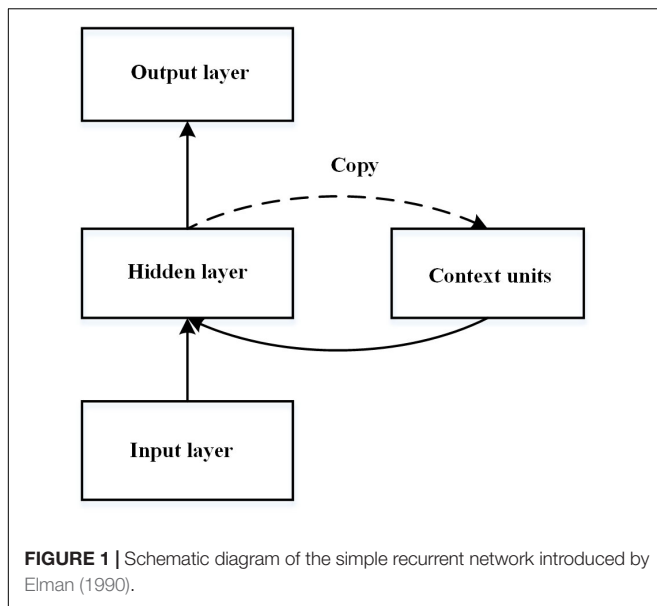 Output layer
Copy
Hidden layer
Context units
Input layer
FIGURE 1 | Schematic diagram of the simple recurrent network introduced by
Elman (1990).